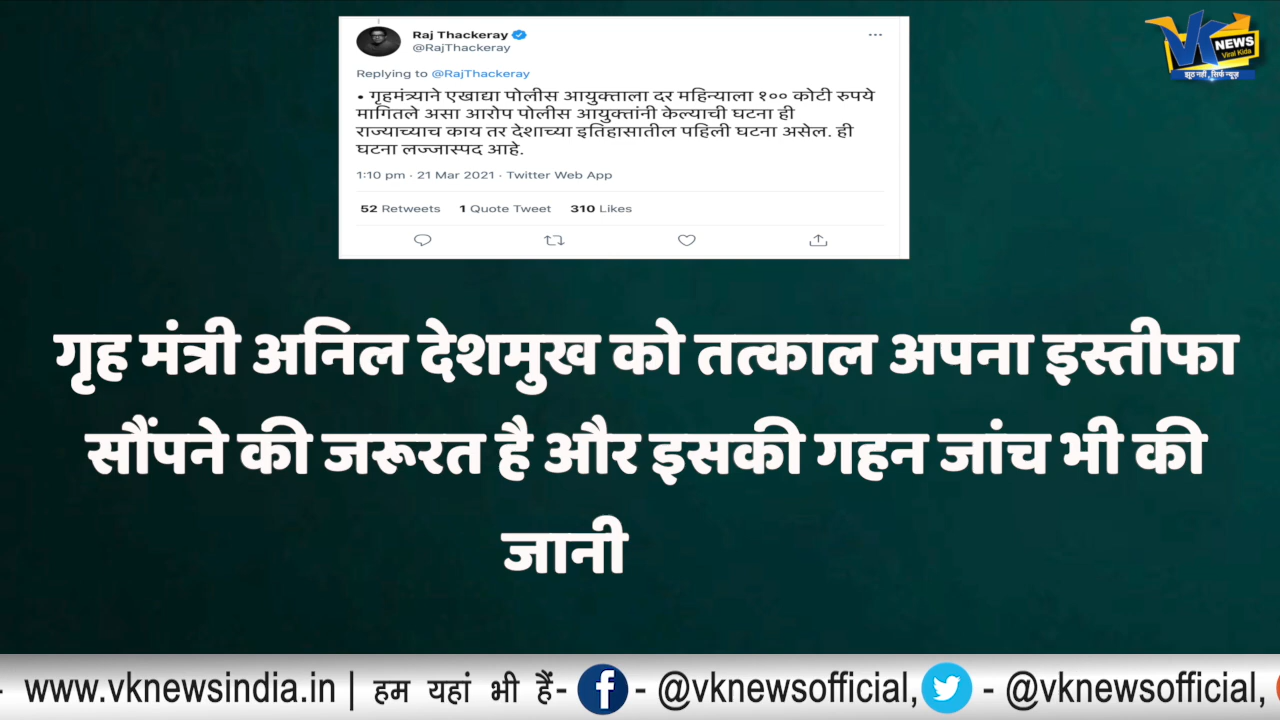 Raj Thackeray
@RajThackeray
Replying to @RajThackeray
• गृहमंत्र्याने एखाद्या पोलीस आयुक्ताला दर महिन्याला १०० कोटी रुपये
मागितले असा आरोप पोलीस आयुक्तांनी केल्याची घटना ही
राज्याच्याच काय तर देशाच्या इतिहासातील पहिली घटना असेल. ही
घटना लज्जास्पद आहे.
1:10 pm · 21 Mar 2021 · Twitter Web App
52 Retweets 1 Quote Tweet 310 Likes
VK NEWS
Viral Kida
झूठ नहीं, सिर्फ न्यूज़
गृह मंत्री अनिल देशमुख को तत्काल अपना इस्तीफा
सौंपने की जरूरत है और इसकी गहन जांच भी की
जानी
- www.vknewsindia.in | हम यहां भी हैं- f - @vknewsofficial, - @vknewsofficial,